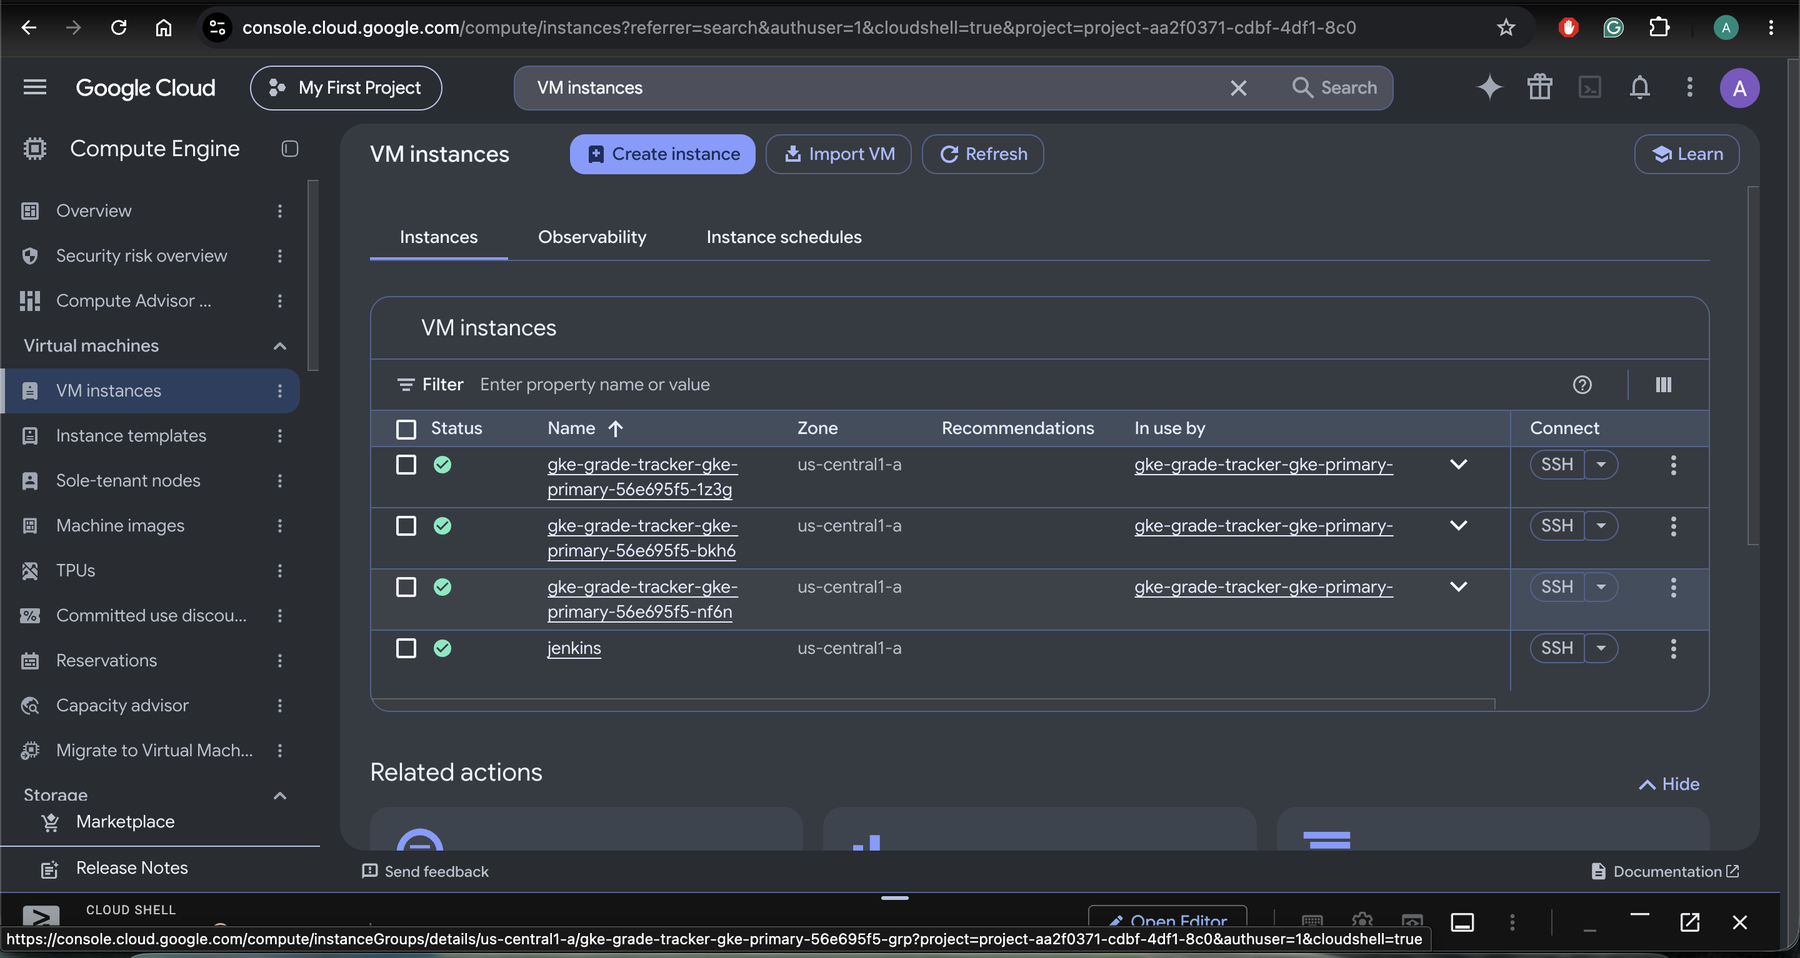 console.cloud.google.com/compute/instances?referrer=search&authuser=1&cloudshell=true&project=project-aa2f0371-cdbf-4df1-8c0
A
Google Cloud
My First Project
VM instances
Search
A
Compute Engine
VM instances
Create instance
Import VM
Refresh
Learn
Overview
Security risk overview
Compute Advisor ...
Virtual machines
VM instances
Instance templates
Sole-tenant nodes
Machine images
TPUs
Committed use discou...
Reservations
Capacity advisor
Migrate to Virtual Mach...
Storage
Marketplace
Release Notes
Instances
Observability
Instance schedules
VM instances
Filter
Enter property name or value
Status
Name
Zone
Recommendations
In use by
Connect
gke-grade-tracker-gke-
primary-56e695f5-1z3g
us-central1-a
gke-grade-tracker-gke-primary-
SSH
gke-grade-tracker-gke-
primary-56e695f5-bkh6
us-central1-a
gke-grade-tracker-gke-primary-
SSH
gke-grade-tracker-gke-
primary-56e695f5-nf6n
us-central1-a
gke-grade-tracker-gke-primary-
SSH
jenkins
us-central1-a
SSH
Related actions
Hide
Send feedback
Documentation
CLOUD SHELL
Open Editor
https://console.cloud.google.com/compute/instanceGroups/details/us-central1-a/gke-grade-tracker-gke-primary-56e695f5-grp?project=project-aa2f0371-cdbf-4df1-8c0&authuser=1&cloudshell=true